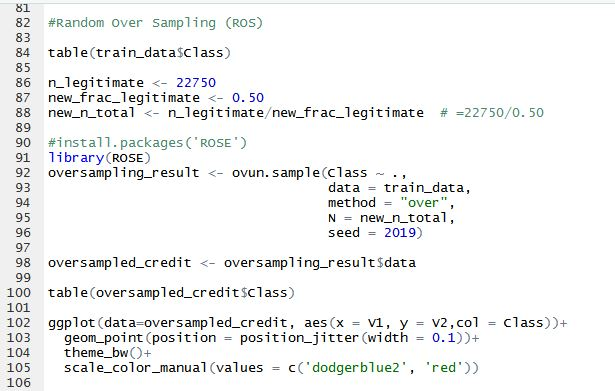 81
82 #Random Over Sampling (ROS)
83
84 table(train_data$Class)
85
86 n_legitimate <- 22750
87 new_frac_legitimate <- 0.50
88 new_n_total <- n_legitimate/new_frac_legitimate  # =22750/0.50
89
90 #install.packages('ROSE')
91 library(ROSE)
92 oversampling_result <- ovun.sample(Class ~ .,
93                                    data = train_data,
94                                    method = "over",
95                                    N = new_n_total,
96                                    seed = 2019)
97
98 oversampled_credit <- oversampling_result$data
99
100 table(oversampled_credit$Class)
101
102 ggplot(data=oversampled_credit, aes(x = V1, y = V2,col = Class))+
103   geom_point(position = position_jitter(width = 0.1))+
104   theme_bw()+
105   scale_color_manual(values = c('dodgerblue2', 'red'))
106